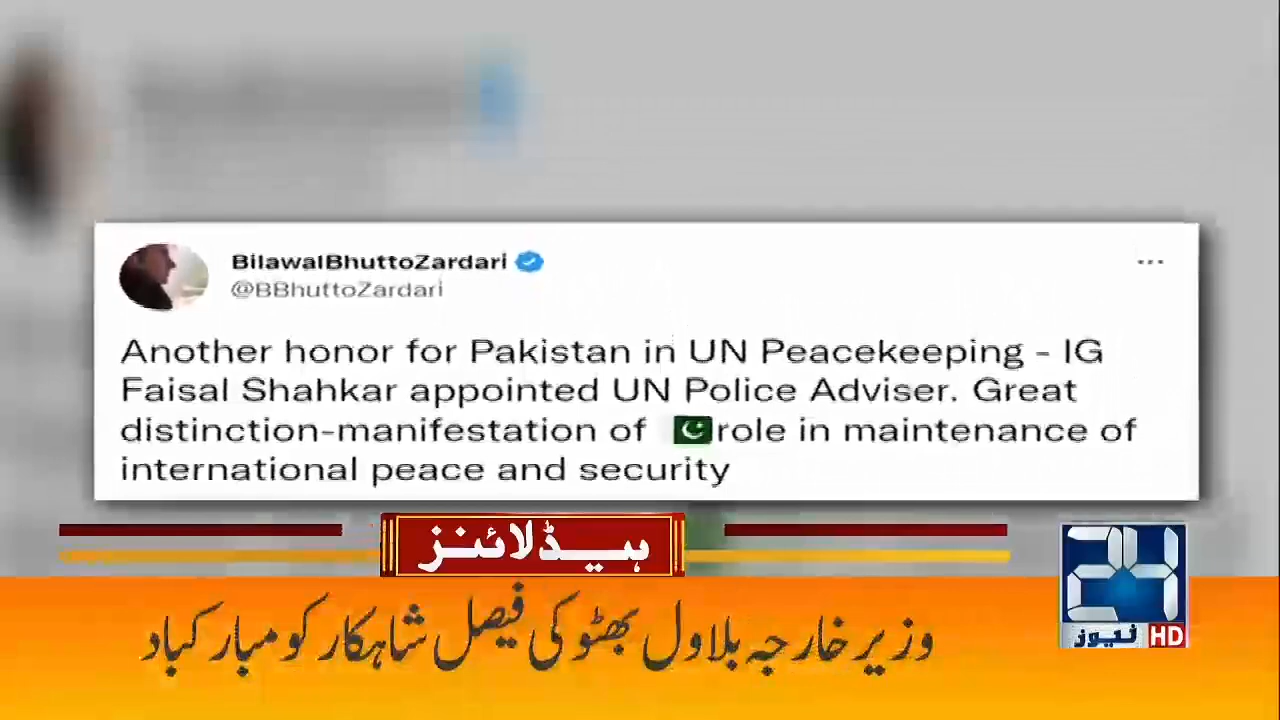 BilawalBhuttoZardari
@BBhuttoZardari
Another honor for Pakistan in UN Peacekeeping - IG
Faisal Shahkar appointed UN Police Adviser. Great
distinction-manifestation of 🇵🇰role in maintenance of
international peace and security
ہیڈلائنز
24
نیوز HD
وزیر خارجہ بلاول بھٹو کی فیصل شاہکار کو مبارکباد